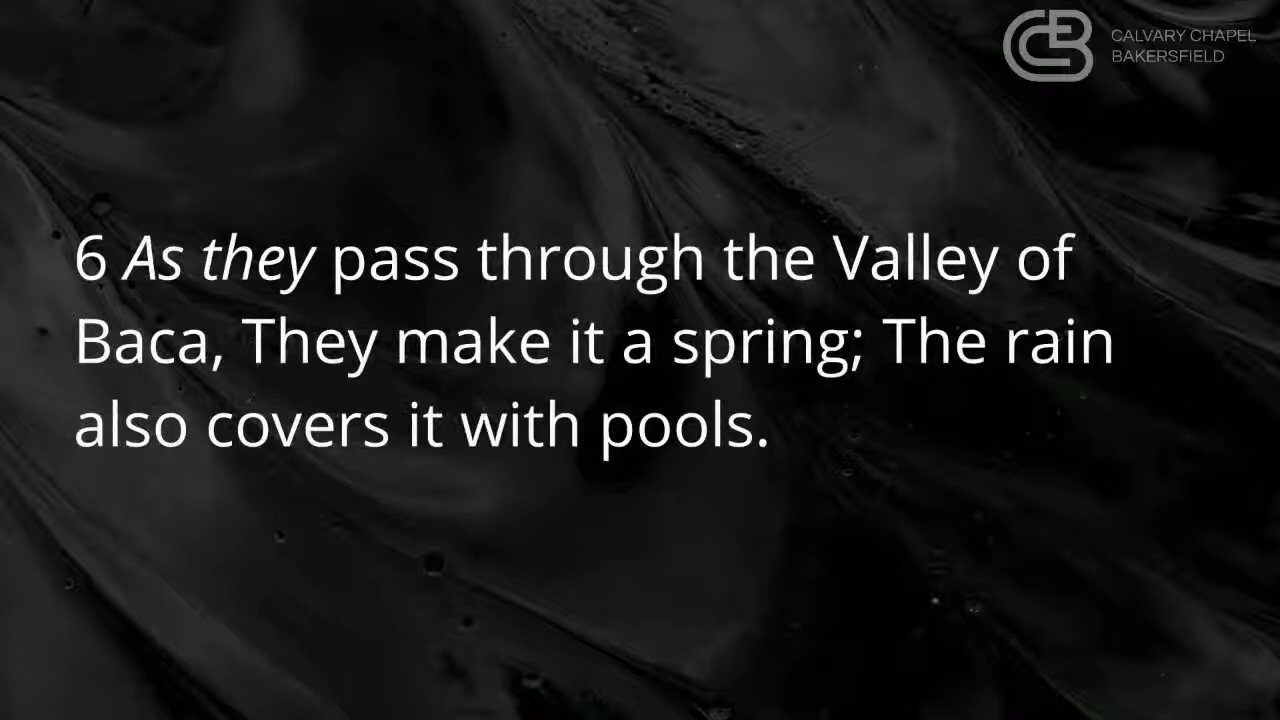 CALVARY CHAPEL
BAKERSFIELD
6 As they pass through the Valley of
Baca, They make it a spring; The rain
also covers it with pools.